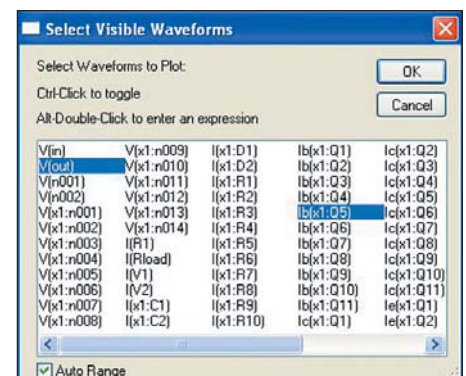 Select Visible Waveforms
Select Waveforms to Plot:
OK
Ctrl-Click to toggle
Cancel
Alt-Double-Click to enter an expression
V(in) V(x1:n009) I(x1:D1) Ib(x1:Q1) Ic(x1:Q2)
V(out) V(x1:n010) I(x1:D2) Ib(x1:Q2) Ic(x1:Q3)
V(n001) V(x1:n011) I(x1:R1) Ib(x1:Q3) Ic(x1:Q4)
V(n002) V(x1:n012) I(x1:R2) Ib(x1:Q4) Ic(x1:Q5)
V(x1:n001) V(x1:n013) I(x1:R3) Ib(x1:Q5) Ic(x1:Q6)
V(x1:n002) V(x1:n014) I(x1:R4) Ib(x1:Q6) Ic(x1:Q7)
V(x1:n003) I(R1) I(x1:R5) Ib(x1:Q7) Ic(x1:Q8)
V(x1:n004) I(Rload) I(x1:R6) Ib(x1:Q8) Ic(x1:Q9)
V(x1:n005) I(V1) I(x1:R7) Ib(x1:Q9) Ic(x1:Q10)
V(x1:n006) I(V2) I(x1:R8) Ib(x1:Q10) Ic(x1:Q11)
V(x1:n007) I(x1:C1) I(x1:R9) Ib(x1:Q11) Ie(x1:Q1)
V(x1:n008) I(x1:C2) I(x1:R10) Ic(x1:Q1) Ie(x1:Q2)
Auto Range